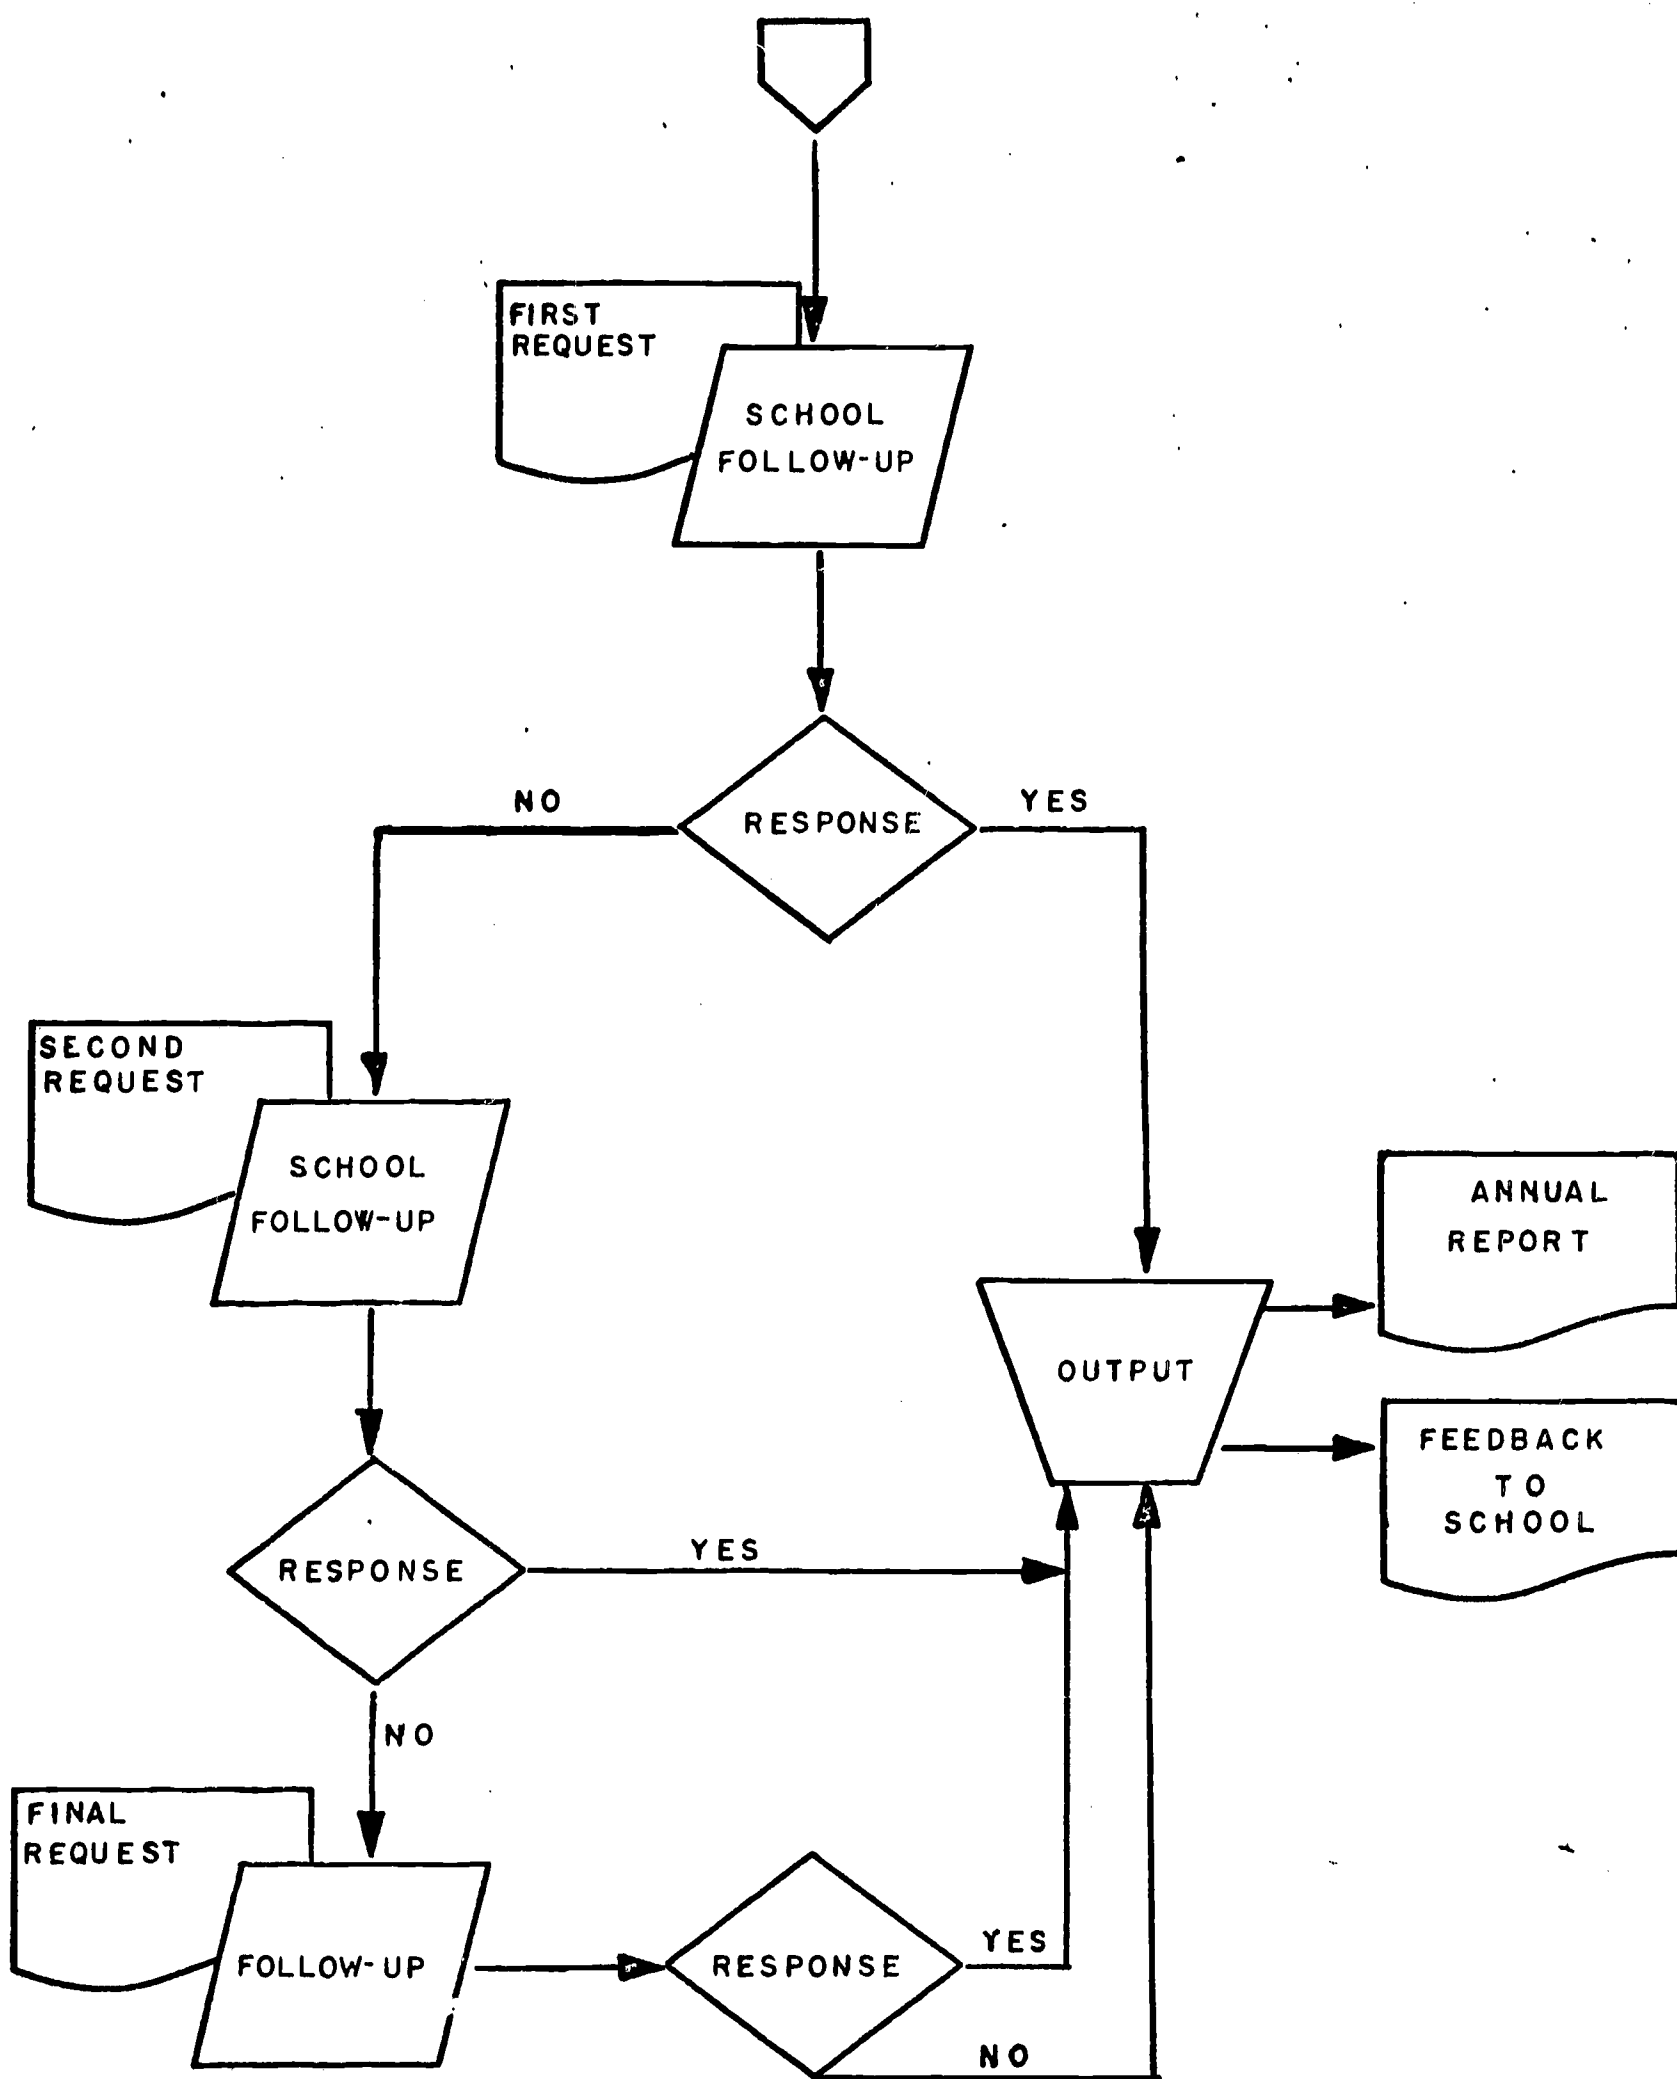 FIRST
REQUEST
SCHOOL
FOLLOW-UP
RESPONSE
NO
YES
SECOND
REQUEST
SCHOOL
FOLLOW-UP
ANNUAL
REPORT
OUTPUT
FEEDBACK
TO
SCHOOL
RESPONSE
YES
NO
FINAL
REQUEST
FOLLOW-UP
RESPONSE
YES
NO